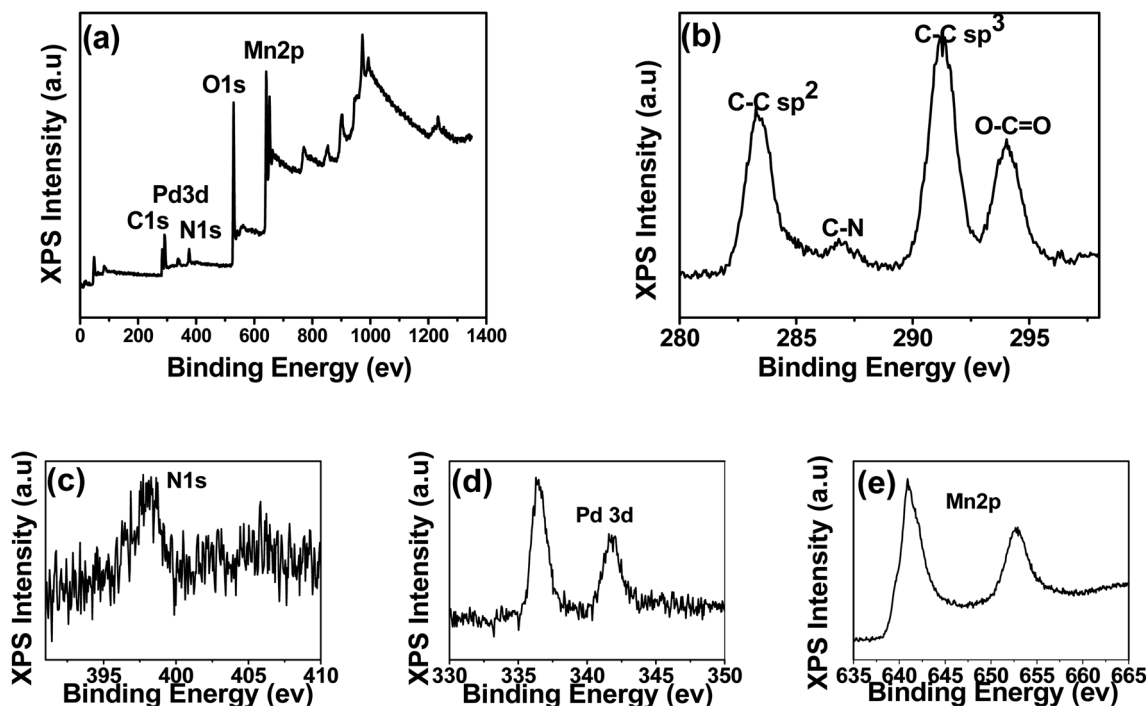 (a)
XPS Intensity (a.u)
O1s
Mn2p
Pd3d
C1s
N1s
0 200 400 600 800 1000 1200 1400
Binding Energy (ev)
(b)
XPS Intensity (a.u)
C-C sp²
C-N
C-C sp³
O-C=O
280 285 290 295
Binding Energy (ev)
(c)
XPS Intensity (a.u)
N1s
395 400 405 410
Binding Energy (ev)
(d)
XPS Intensity (a.u)
Pd 3d
330 335 340 345 350
Binding Energy (ev)
(e)
XPS Intensity (a.u)
Mn2p
635 640 645 650 655 660 665
Binding Energy (ev)